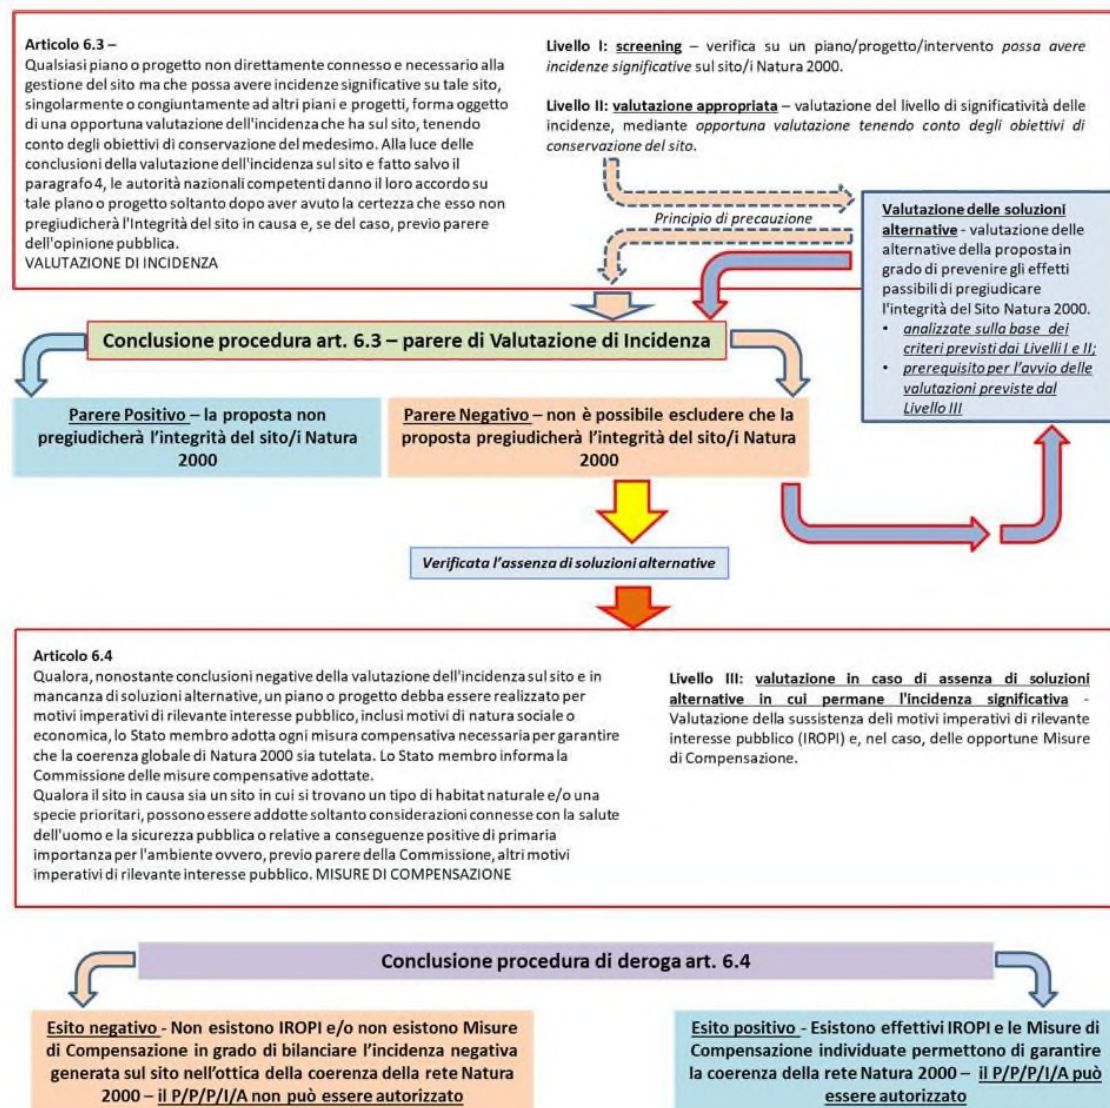 Articolo 6.3 –
Qualsiasi piano o progetto non direttamente connesso e necessario alla
gestione del sito ma che possa avere incidenze significative su tale sito,
singolarmente o congiuntamente ad altri piani e progetti, forma oggetto
di una opportuna valutazione dell'incidenza che ha sul sito, tenendo
conto degli obiettivi di conservazione del medesimo. Alla luce delle
conclusioni della valutazione dell'incidenza sul sito e fatto salvo il
paragrafo 4, le autorità nazionali competenti danno il loro accordo su
tale piano o progetto soltanto dopo aver avuto la certezza che esso non
pregiudicherà l'Integrità del sito in causa e, se del caso, previo parere
dell'opinione pubblica.
VALUTAZIONE DI INCIDENZA
Livello I: screening – verifica su un piano/progetto/intervento possa avere
incidenze significative sul sito/i Natura 2000.
Livello II: valutazione appropriata – valutazione del livello di significatività delle
incidenze, mediante opportuna valutazione tenendo conto degli obiettivi di
conservazione del sito.
Principio di precauzione
Valutazione delle soluzioni
alternative - valutazione delle
alternative della proposta in
grado di prevenire gli effetti
passibili di pregiudicare
l'integrità del Sito Natura 2000.
• analizzate sulla base dei
criteri previsti dai Livelli I e II;
• prerequisito per l'avvio delle
valutazioni previste dal
Livello III
Conclusione procedura art. 6.3 – parere di Valutazione di Incidenza
Parere Positivo – la proposta non
pregiudicherà l'integrità del sito/i Natura
2000
Parere Negativo – non è possibile escludere che la
proposta pregiudicherà l'integrità del sito/i Natura
2000
Verificata l'assenza di soluzioni alternative
Articolo 6.4
Qualora, nonostante conclusioni negative della valutazione dell'incidenza sul sito e in
mancanza di soluzioni alternative, un piano o progetto debba essere realizzato per
motivi imperativi di rilevante interesse pubblico, inclusi motivi di natura sociale o
economica, lo Stato membro adotta ogni misura compensativa necessaria per garantire
che la coerenza globale di Natura 2000 sia tutelata. Lo Stato membro informa la
Commissione delle misure compensative adottate.
Qualora il sito in causa sia un sito in cui si trovano un tipo di habitat naturale e/o una
specie prioritari, possono essere addotte soltanto considerazioni connesse con la salute
dell'uomo e la sicurezza pubblica o relative a conseguenze positive di primaria
importanza per l'ambiente ovvero, previo parere della Commissione, altri motivi
imperativi di rilevante interesse pubblico. MISURE DI COMPENSAZIONE
Livello III: valutazione in caso di assenza di soluzioni
alternative in cui permane l'incidenza significativa -
Valutazione della sussistenza deli motivi imperativi di rilevante
interesse pubblico (IROPI) e, nel caso, delle opportune Misure
di Compensazione.
Conclusione procedura di deroga art. 6.4
Esito negativo - Non esistono IROPI e/o non esistono Misure
di Compensazione in grado di bilanciare l'incidenza negativa
generata sul sito nell'ottica della coerenza della rete Natura
2000 – il P/P/P/I/A non può essere autorizzato
Esito positivo - Esistono effettivi IROPI e le Misure di
Compensazione individuate permettono di garantire
la coerenza della rete Natura 2000 – il P/P/P/I/A può
essere autorizzato